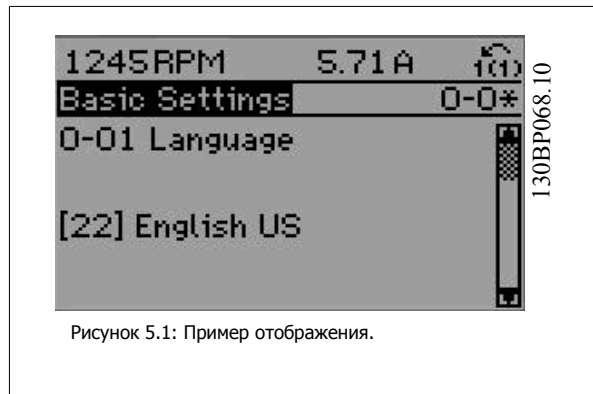 1245RPM 5.71A 1(1)
Basic Settings 0-0*
0-01 Language
[22] English US
130BP068.10
Рисунок 5.1: Пример отображения.